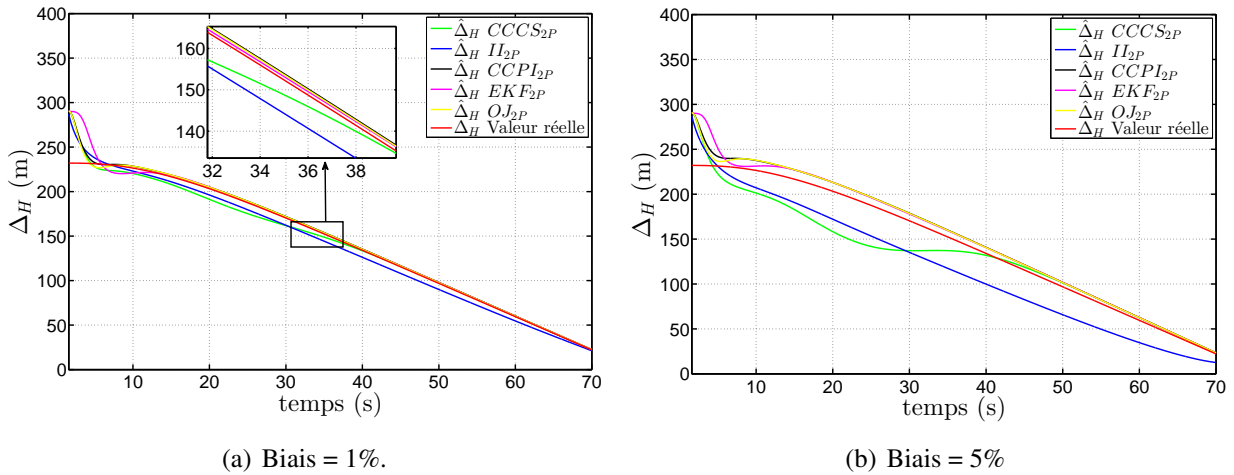 400
350
300
250
200
150
100
50
0
Δ_H (m)
10 20 30 40 50 60 70
temps (s)
160
150
140
32 34 36 38
Δ̂_H CCCS_2P
Δ̂_H II_2P
Δ̂_H CCPI_2P
Δ̂_H EKF_2P
Δ̂_H OJ_2P
Δ_H Valeur réelle
(a) Biais = 1%.
400
350
300
250
200
150
100
50
0
Δ_H (m)
10 20 30 40 50 60 70
temps (s)
Δ̂_H CCCS_2P
Δ̂_H II_2P
Δ̂_H CCPI_2P
Δ̂_H EKF_2P
Δ̂_H OJ_2P
Δ_H Valeur réelle
(b) Biais = 5%